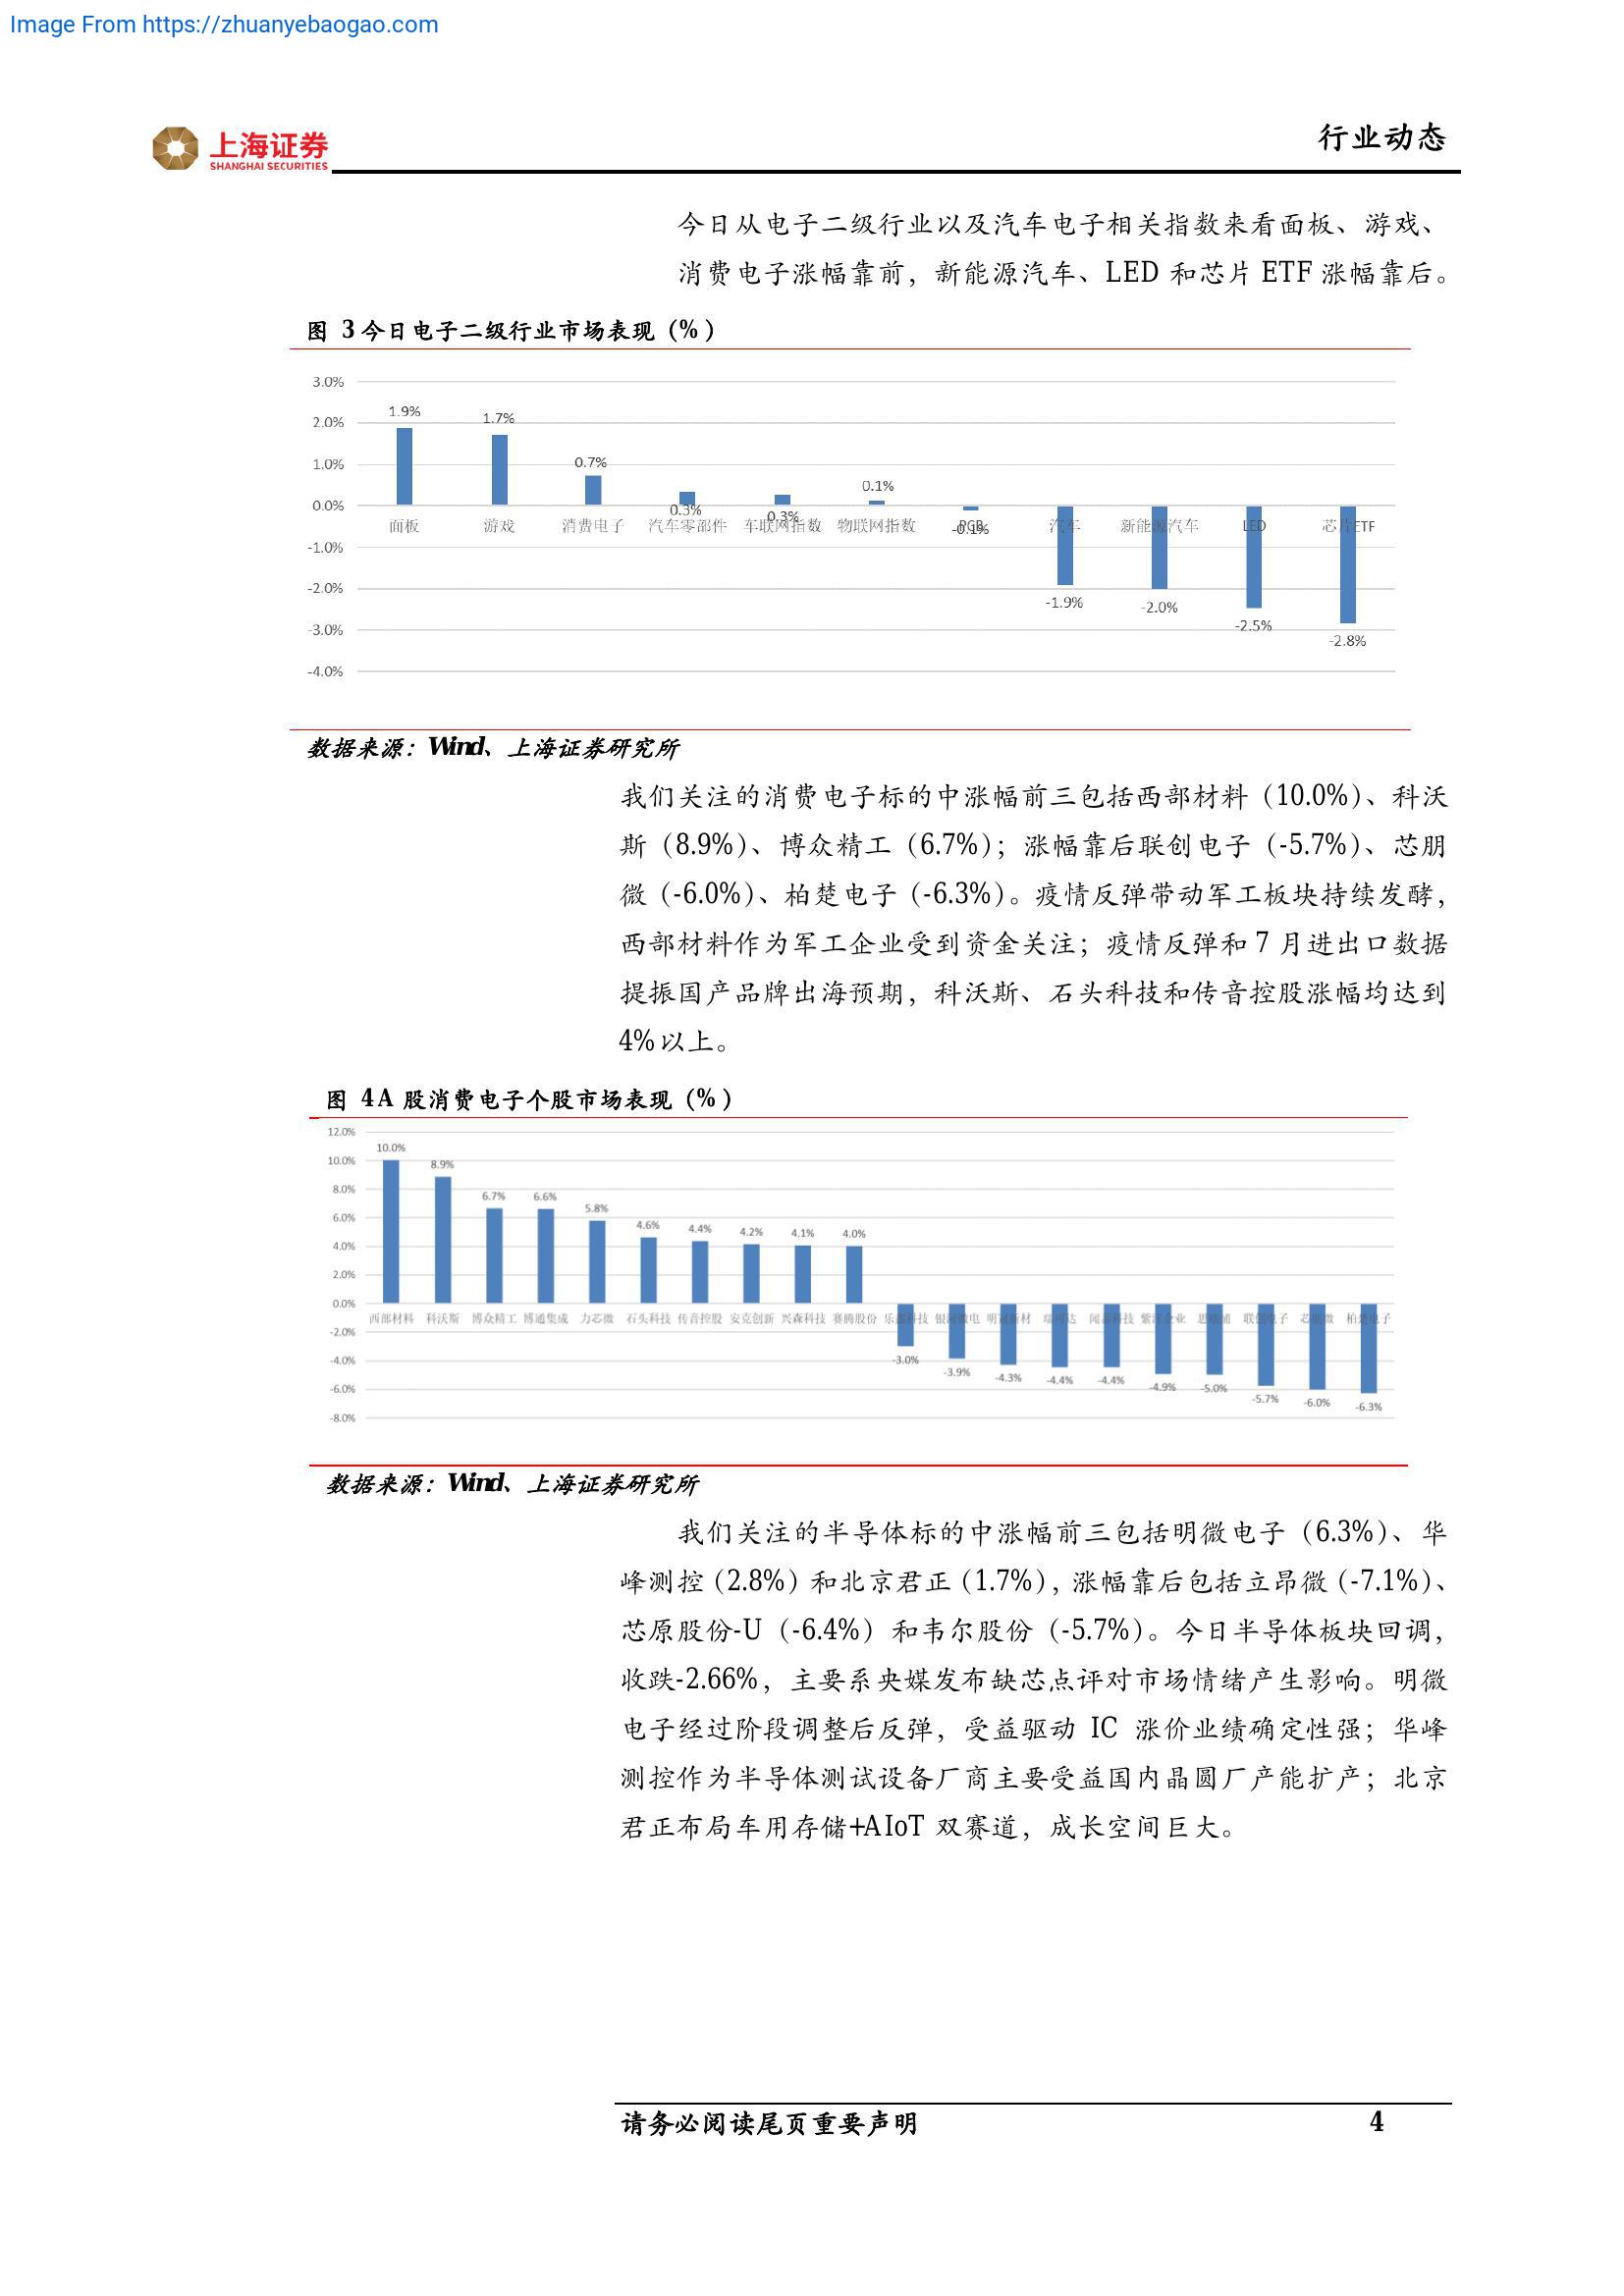 Image From https://zhuanyebaogao.com
上海证券
SHANGHAI SECURITIES
行业动态
今日从电子二级行业以及汽车电子相关指数来看面板、游戏、
消费电子涨幅靠前，新能源汽车、LED 和芯片 ETF 涨幅靠后。
图 3 今日电子二级行业市场表现（%）
3.0%
2.0%
1.0%
0.0%
-1.0%
-2.0%
-3.0%
-4.0%
1.9% 1.7% 0.7% 0.3% 0.3% 0.1% -0.1% -1.9% -2.0% -2.5% -2.8%
面板 游戏 消费电子 汽车零部件 车联网指数 物联网指数 PCB 汽车 新能源汽车 LED 芯片ETF
数据来源：Wind、上海证券研究所
我们关注的消费电子标的中涨幅前三包括西部材料（10.0%）、科沃
斯（8.9%）、博众精工（6.7%）；涨幅靠后联创电子（-5.7%）、芯朋
微（-6.0%）、柏楚电子（-6.3%）。疫情反弹带动军工板块持续发酵，
西部材料作为军工企业受到资金关注；疫情反弹和 7 月进出口数据
提振国产品牌出海预期，科沃斯、石头科技和传音控股涨幅均达到
4%以上。
图 4 A 股消费电子个股市场表现（%）
12.0%
10.0%
8.0%
6.0%
4.0%
2.0%
0.0%
-2.0%
-4.0%
-6.0%
-8.0%
10.0% 8.9% 6.7% 6.6% 5.8% 4.6% 4.4% 4.2% 4.1% 4.0% -3.0% -3.9% -4.3% -4.4% -4.4% -4.9% -5.0% -5.7% -6.0% -6.3%
西部材料 科沃斯 博众精工 博通集成 力芯微 石头科技 传音控股 安克创新 兴森科技 赛腾股份 联创电子 芯朋微 柏楚电子
数据来源：Wind、上海证券研究所
我们关注的半导体标的中涨幅前三包括明微电子（6.3%）、华
峰测控（2.8%）和北京君正（1.7%），涨幅靠后包括立昂微（-7.1%）、
芯原股份-U（-6.4%）和韦尔股份（-5.7%）。今日半导体板块回调，
收跌-2.66%，主要系央媒发布缺芯点评对市场情绪产生影响。明微
电子经过阶段调整后反弹，受益驱动 IC 涨价业绩确定性强；华峰
测控作为半导体测试设备厂商主要受益国内晶圆厂产能扩产；北京
君正布局车用存储+AIoT 双赛道，成长空间巨大。
请务必阅读尾页重要声明
4